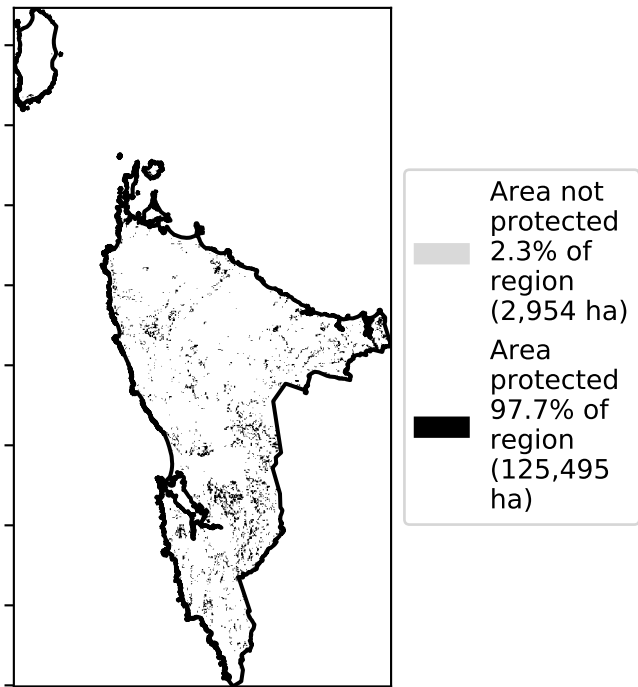 Area not
protected
2.3% of
region
(2,954 ha)
Area
protected
97.7% of
region
(125,495
ha)